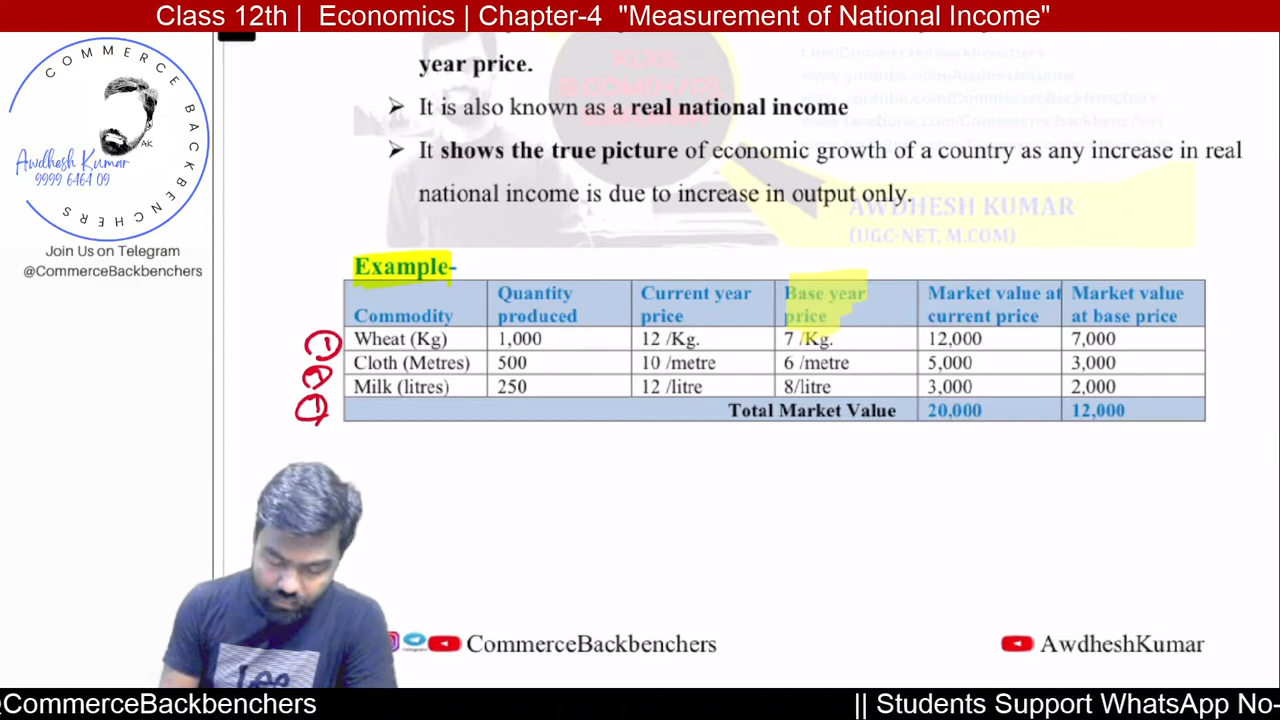 Class 12th | Economics | Chapter-4 "Measurement of National Income"
COMMERCE BACKBENCHERS
AK
Awdhesh Kumar
9999 6464 09
Join Us on Telegram
@CommerceBackbenchers
year price.
➤ It is also known as a real national income
➤ It shows the true picture of economic growth of a country as any increase in real
national income is due to increase in output only.
AWDHESH KUMAR
(UGC-NET, M.COM)
Example-
Commodity Quantity produced Current year price Base year price Market value at current price Market value at base price
Wheat (Kg) 1,000 12 /Kg. 7 /Kg. 12,000 7,000
Cloth (Metres) 500 10 /metre 6 /metre 5,000 3,000
Milk (litres) 250 12 /litre 8/litre 3,000 2,000
Total Market Value 20,000 12,000
Lee
CommerceBackbenchers
AwdheshKumar
@CommerceBackbenchers
|| Students Support WhatsApp No-